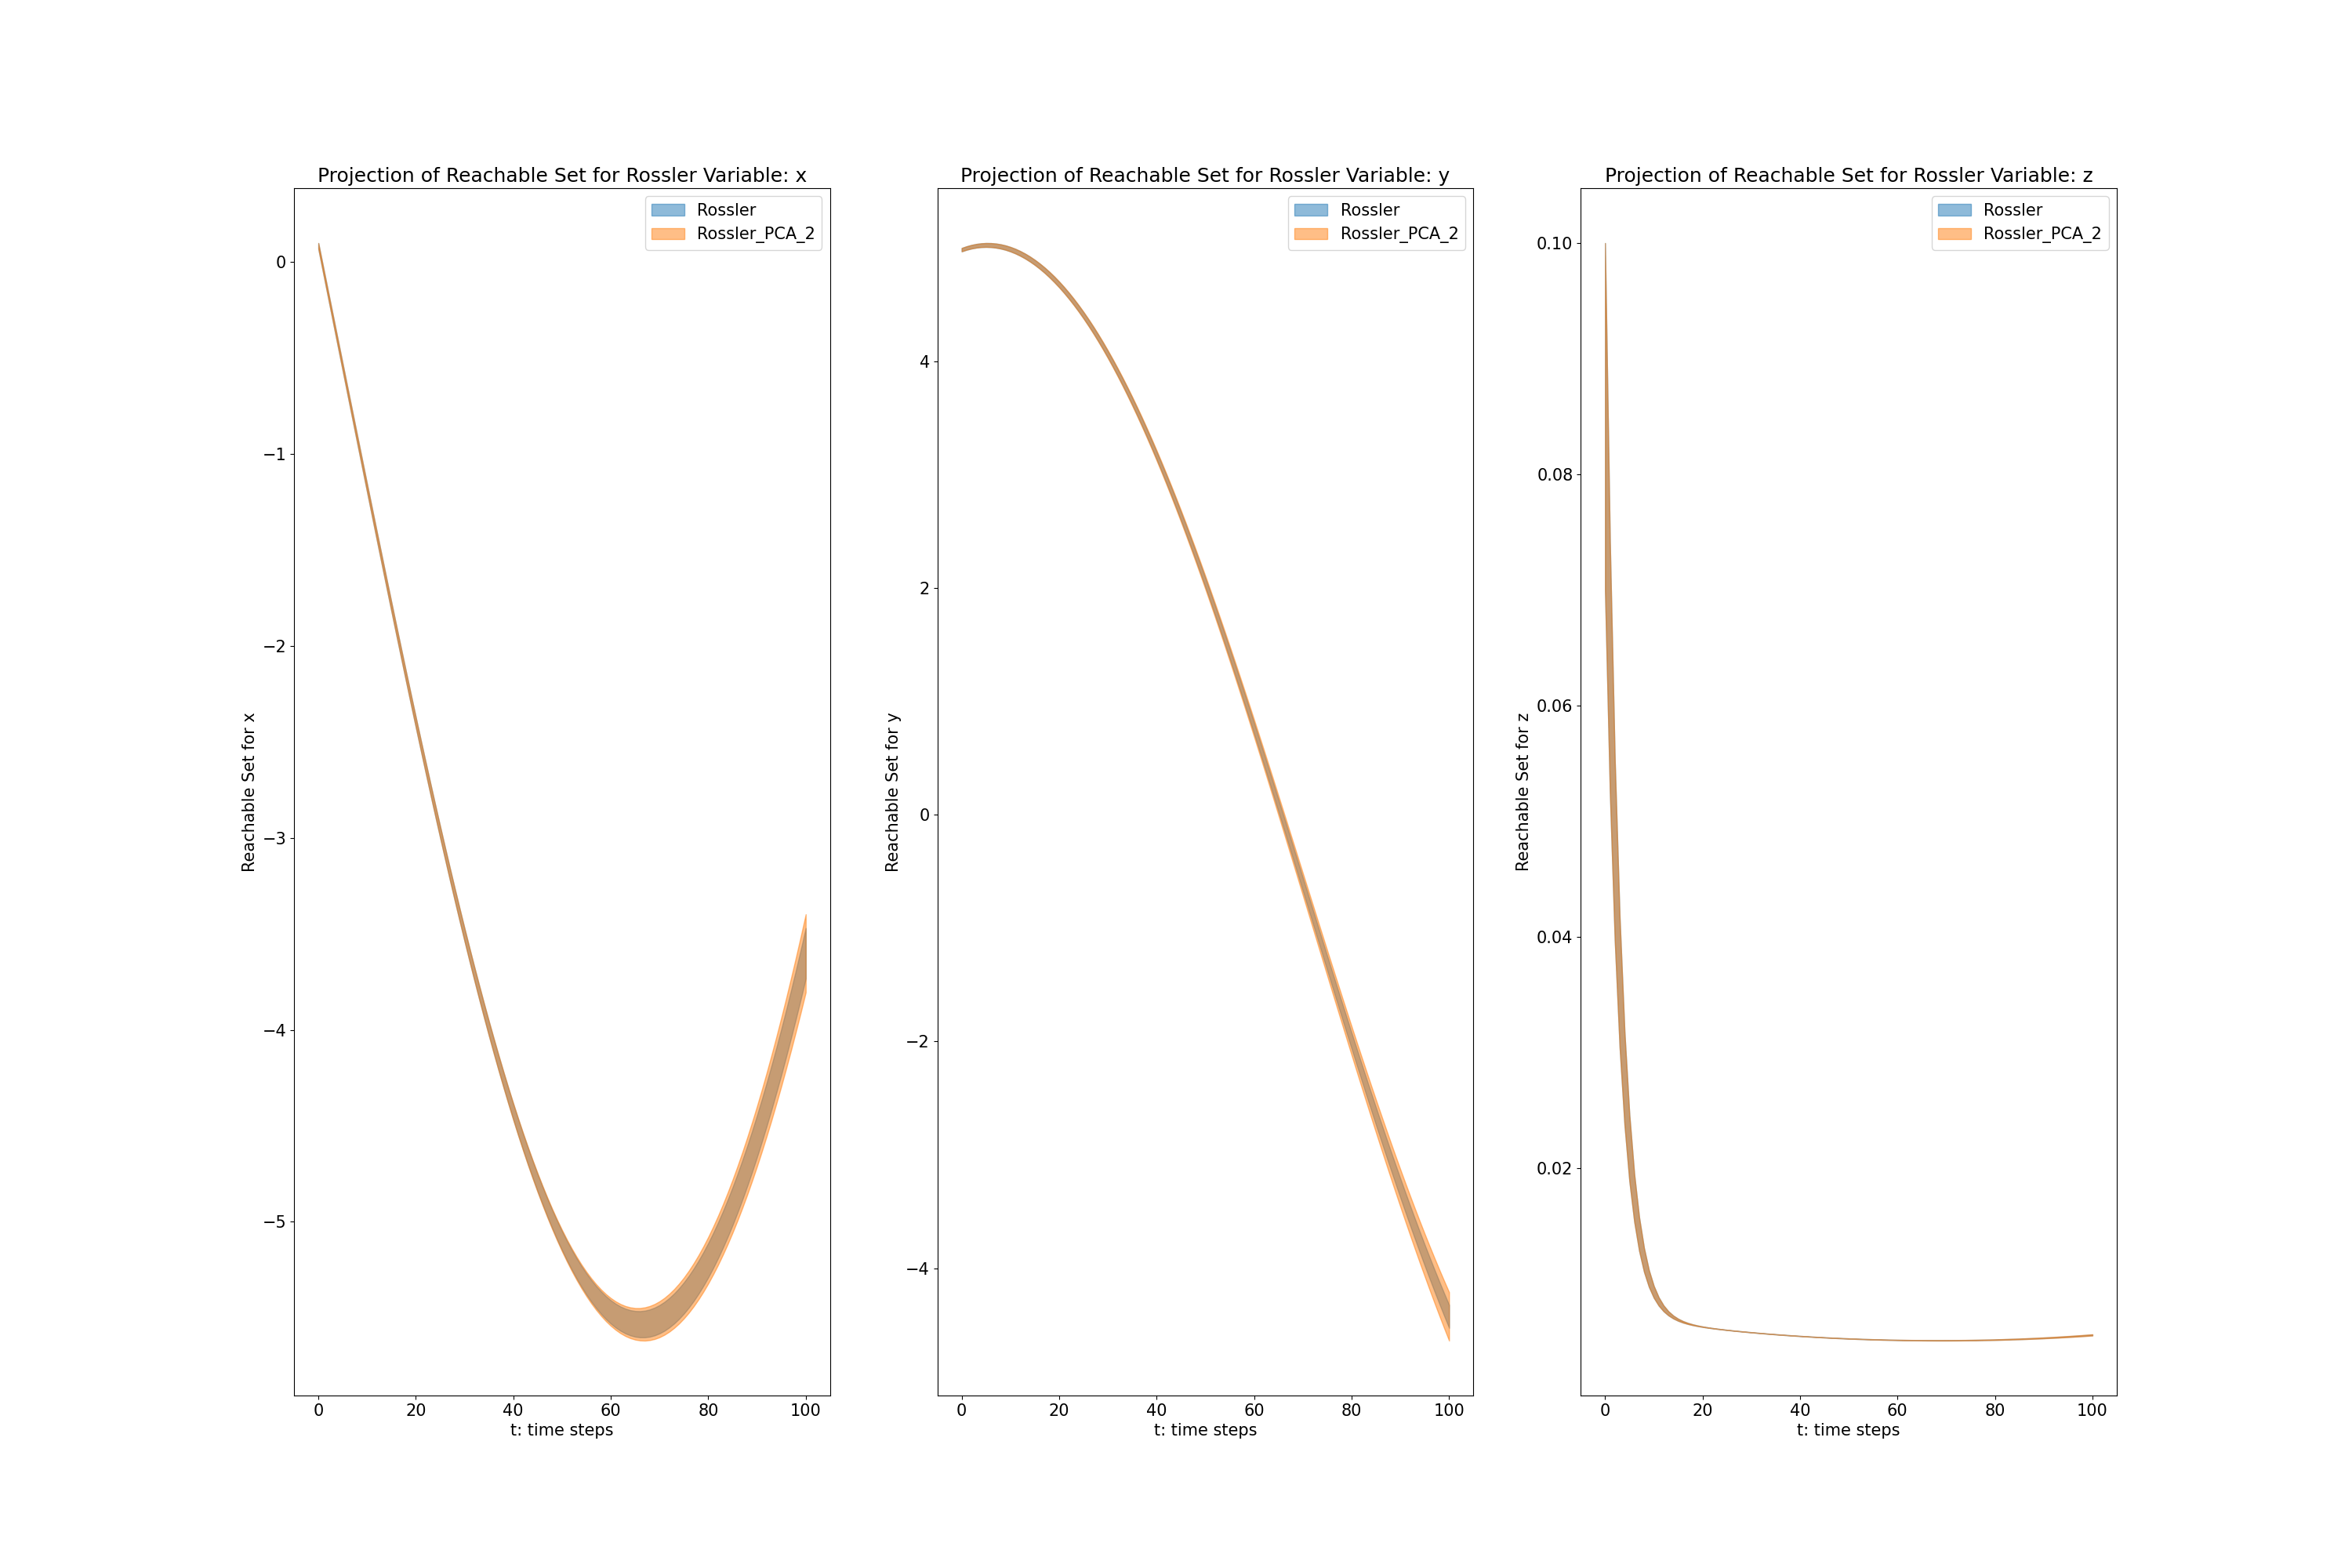 Projection of Reachable Set for Rossler Variable: x
Rossler
Rossler_PCA_2
0
−1
−2
−3
−4
−5
Reachable Set for x
0 20 40 60 80 100
t: time steps
Projection of Reachable Set for Rossler Variable: y
Rossler
Rossler_PCA_2
4
2
0
−2
−4
Reachable Set for y
0 20 40 60 80 100
t: time steps
Projection of Reachable Set for Rossler Variable: z
Rossler
Rossler_PCA_2
0.10
0.08
0.06
0.04
0.02
Reachable Set for z
0 20 40 60 80 100
t: time steps